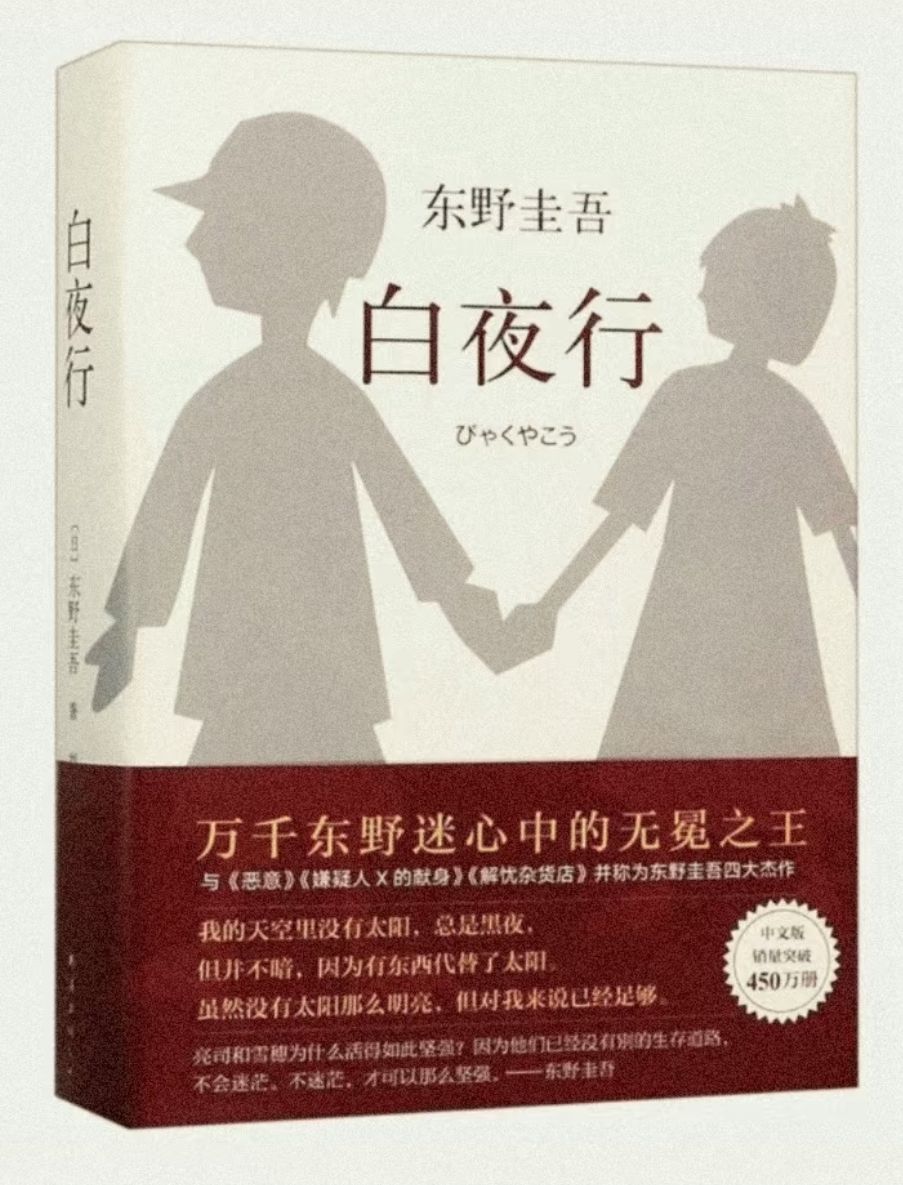 东野圭吾
白夜行
びゃくやこう
白夜行
[日] 东野圭吾 著
万千东野迷心中的无冕之王
与《恶意》《嫌疑人X的献身》《解忧杂货店》并称为东野圭吾四大杰作
我的天空里没有太阳，总是黑夜，
但并不暗，因为有东西代替了太阳。
虽然没有太阳那么明亮，但对我来说已经足够。
亮司和雪穗为什么活得如此坚强？因为他们已经没有别的生存道路，
不会迷茫。不迷茫，才可以那么坚强。——东野圭吾
中文版
销量突破
450万册